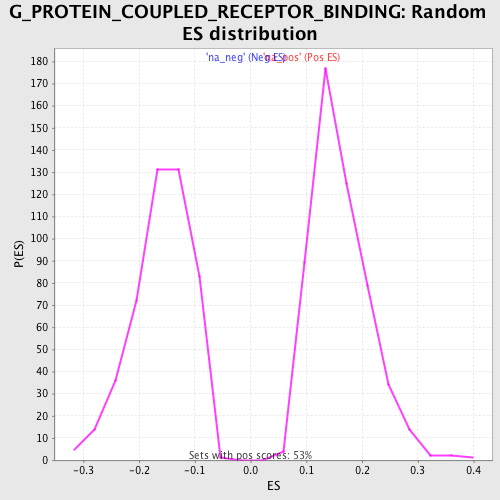 G_PROTEIN_COUPLED_RECEPTOR_BINDING: Random
ES distribution
'na_neg' (Neg ES)
'na_pos' (Pos ES)
180
170
160
150
140
130
120
110
100
90
80
70
60
50
40
30
20
10
0
P(ES)
Sets with pos scores: 53%
-0.3 -0.2 -0.1 0.0 0.1 0.2 0.3 0.4
ES